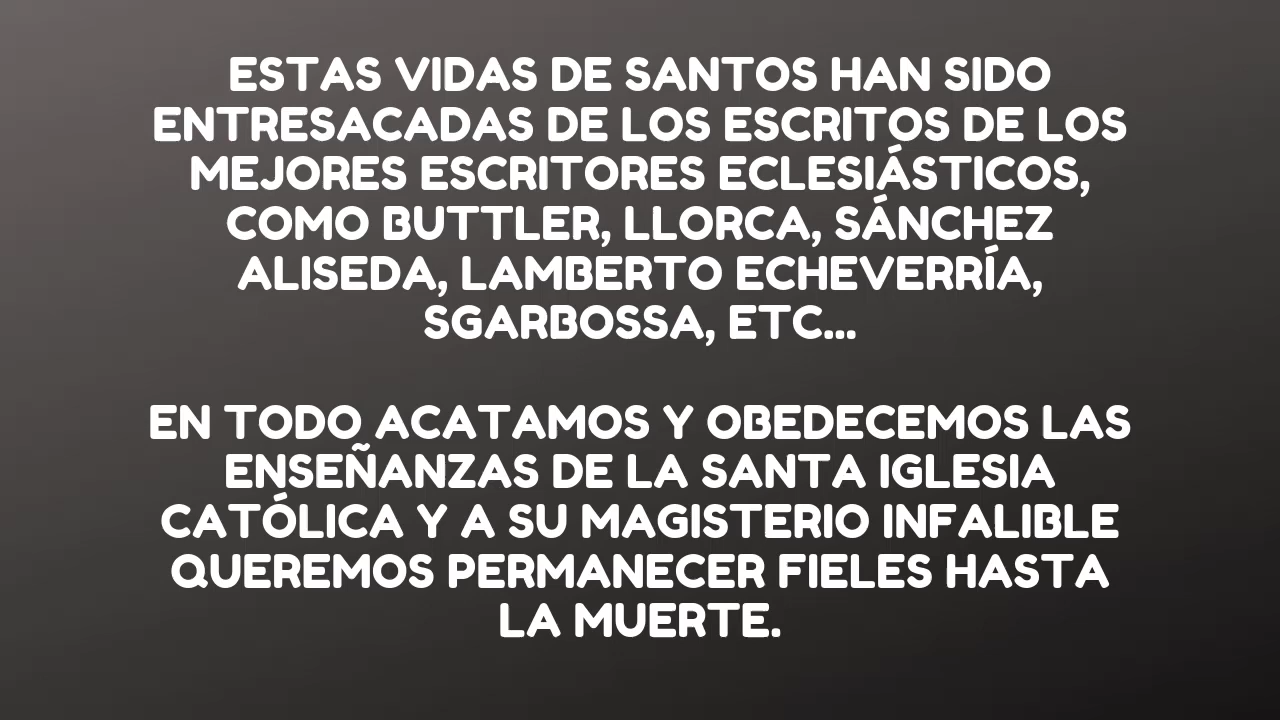 ESTAS VIDAS DE SANTOS HAN SIDO
ENTRESACADAS DE LOS ESCRITOS DE LOS
MEJORES ESCRITORES ECLESIÁSTICOS,
COMO BUTTLER, LLORCA, SÁNCHEZ
ALISEDA, LAMBERTO ECHEVERRÍA,
SGARBOSSA, ETC...
EN TODO ACATAMOS Y OBEDECEMOS LAS
ENSEÑANZAS DE LA SANTA IGLESIA
CATÓLICA Y A SU MAGISTERIO INFALIBLE
QUEREMOS PERMANECER FIELES HASTA
LA MUERTE.